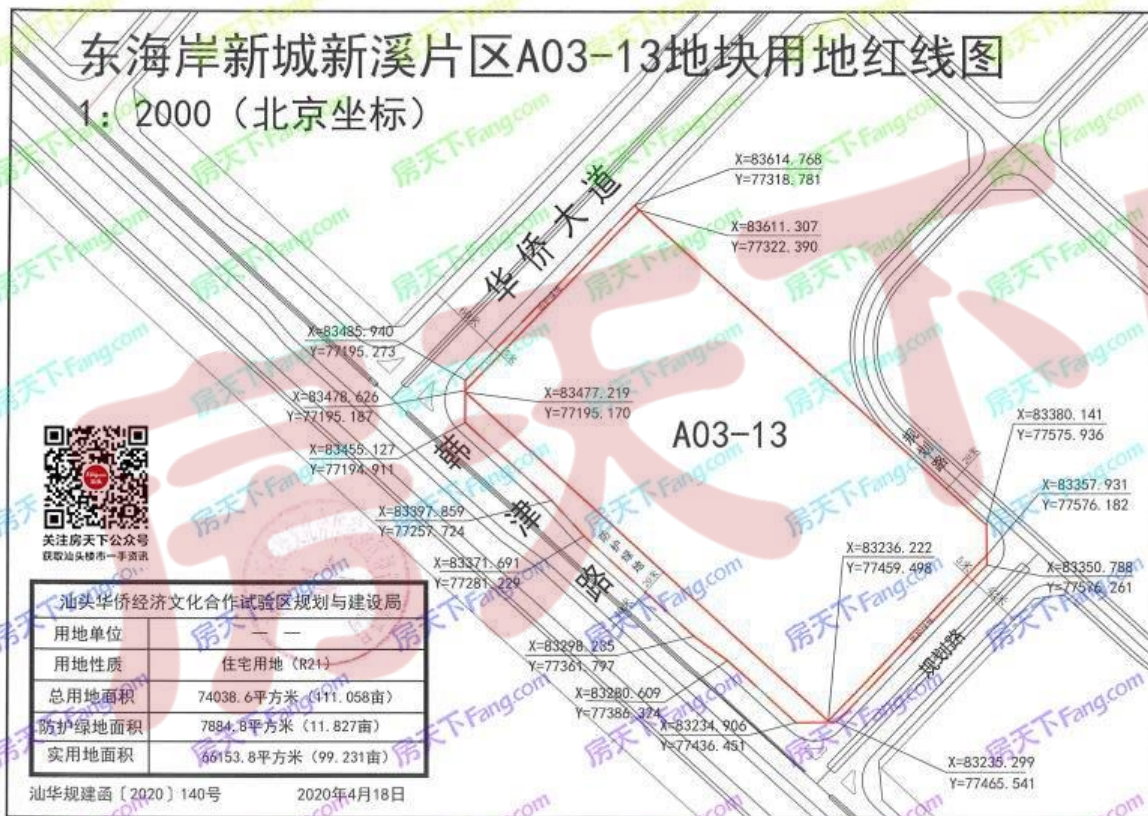 东海岸新城新溪片区A03-13地块用地红线图
1：2000（北京坐标）
华侨大道
X=83614.768
Y=77318.781
X=83611.307
Y=77322.390
X=83485.940
Y=77195.273
X=83478.626
Y=77195.187
X=83477.219
Y=77195.170
X=83455.127
Y=77194.911
A03-13
X=83380.141
Y=77575.936
规划路
X=83357.931
Y=77576.182
X=83397.859
Y=77257.724
X=83371.691
Y=77281.229
防护绿地
X=83236.222
Y=77459.498
X=83350.788
Y=77576.261
津
路
规划路
X=83298.235
Y=77361.797
X=83280.609
Y=77386.324
X=83234.906
Y=77436.451
X=83235.299
Y=77465.541
关注房天下公众号
获取汕头楼市一手资讯
汕头华侨经济文化合作试验区规划与建设局
用地单位 — —
用地性质 住宅用地（R21）
总用地面积 74038.6平方米（111.058亩）
防护绿地面积 7884.8平方米（11.827亩）
实用地面积 66153.8平方米（99.231亩）
汕华规建函〔2020〕140号 2020年4月18日
房天下
房天下Fang.com